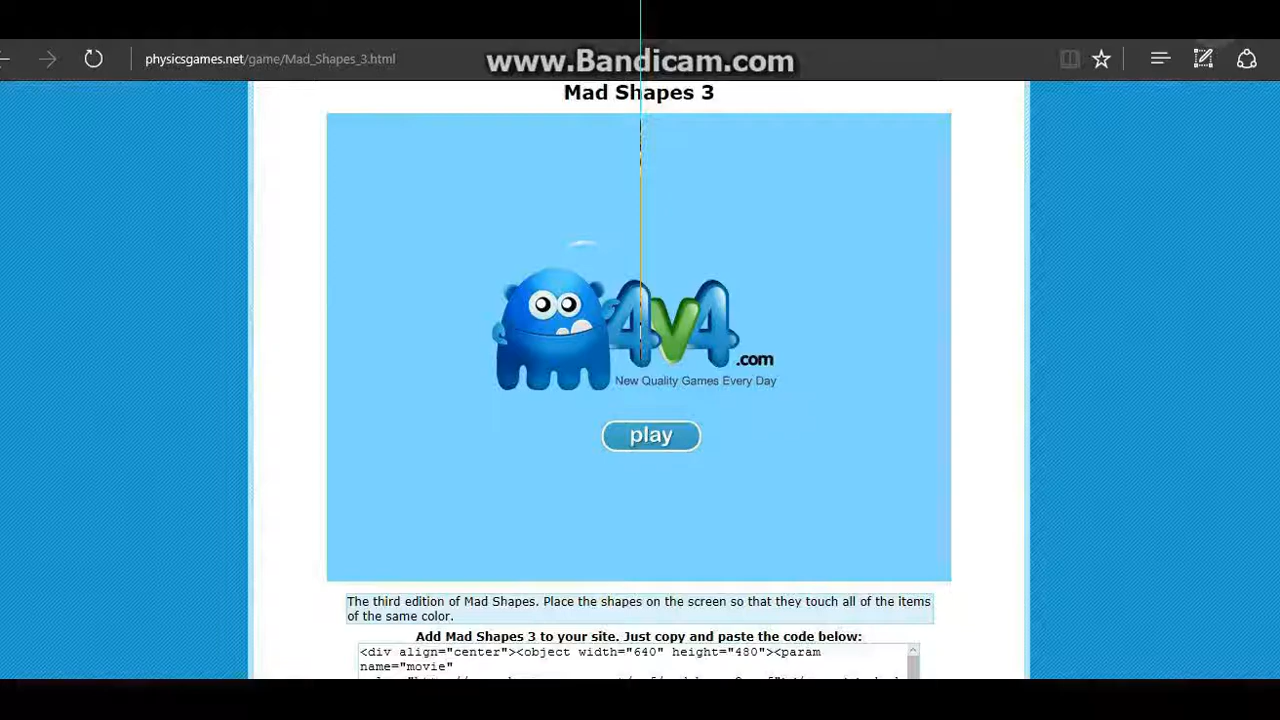 physicsgames.net/game/Mad_Shapes_3.html
www.Bandicam.com
Mad Shapes 3
4v4
.com
New Quality Games Every Day
play
The third edition of Mad Shapes. Place the shapes on the screen so that they touch all of the items
of the same color.
Add Mad Shapes 3 to your site. Just copy and paste the code below:
<div align="center"><object width="640" height="480"><param
name="movie"